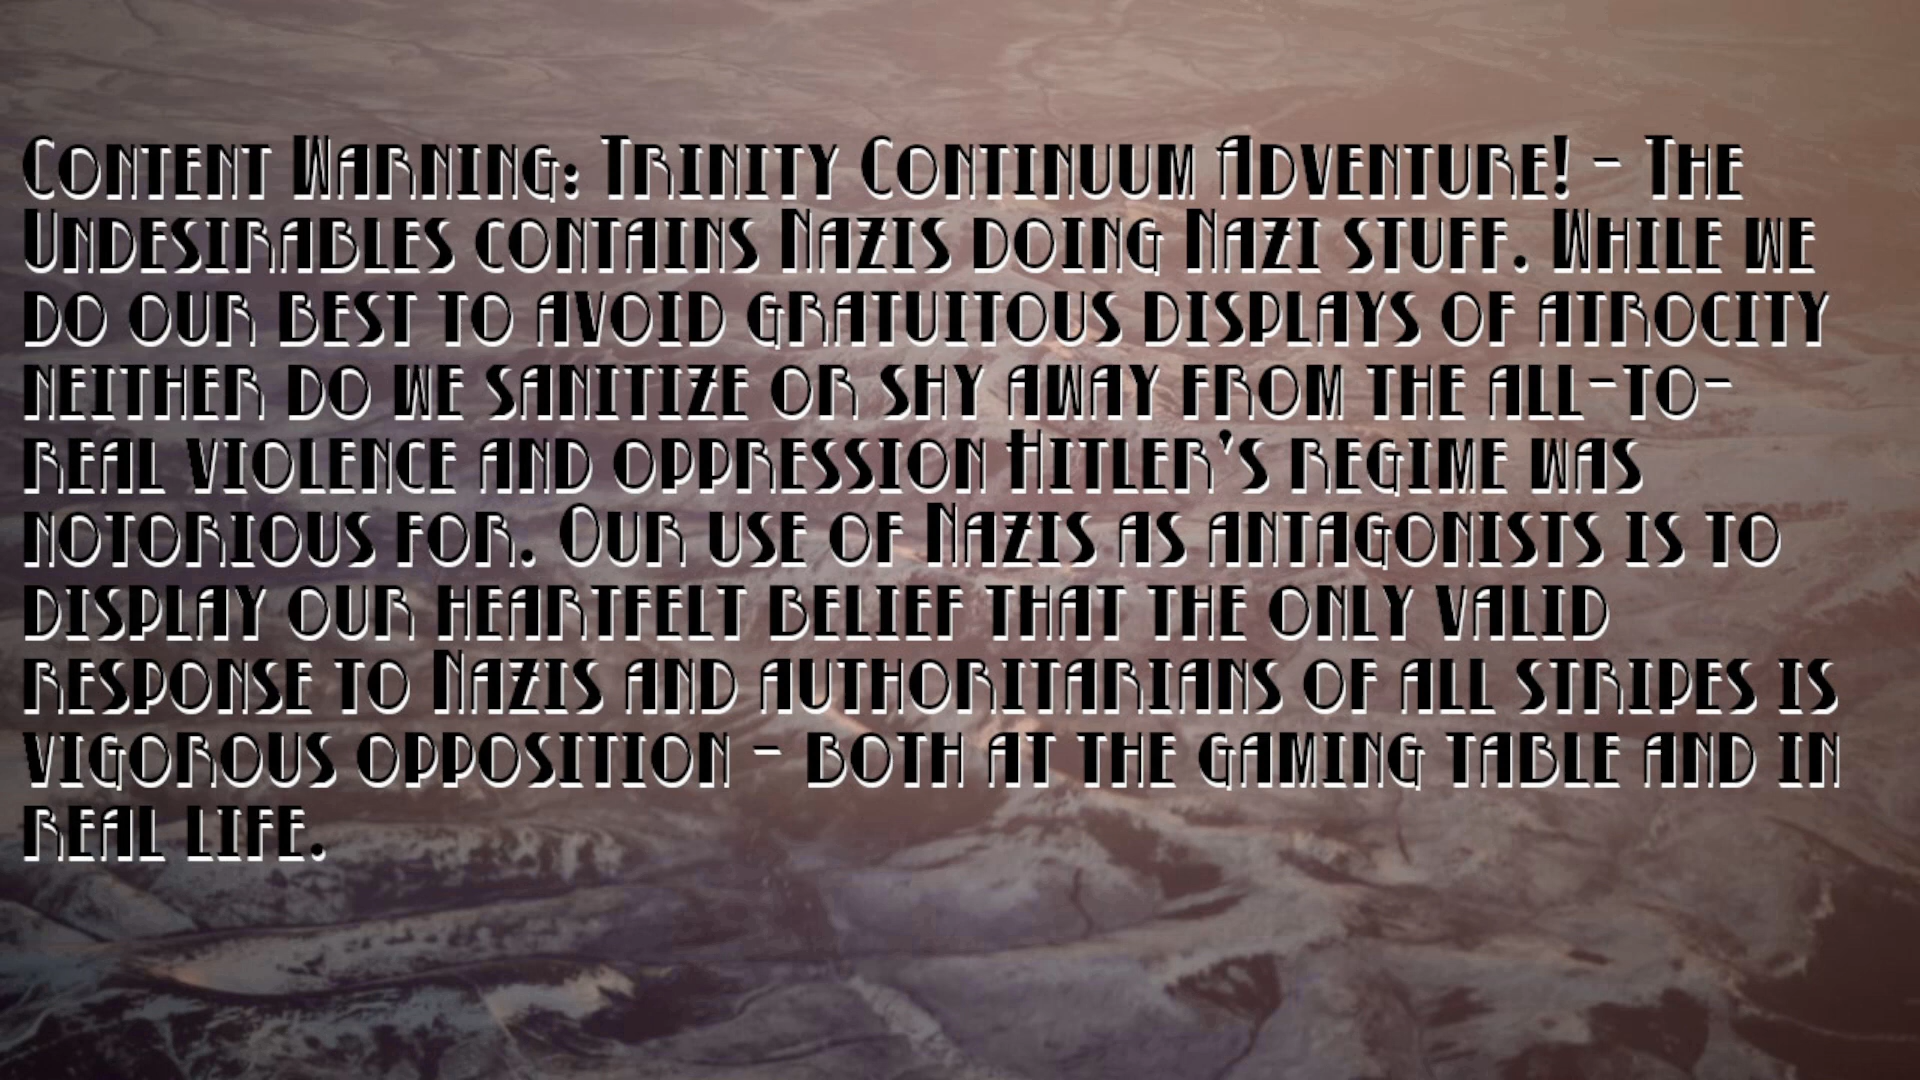 Content Warning: Trinity Continuum Adventure! - The
Undesirables contains Nazis doing Nazi stuff. While we
do our best to avoid gratuitous displays of atrocity
neither do we sanitize or shy away from the all-to-
real violence and oppression Hitler's regime was
notorious for. Our use of Nazis as antagonists is to
display our heartfelt belief that the only valid
response to Nazis and authoritarians of all stripes is
vigorous opposition - both at the gaming table and in
real life.